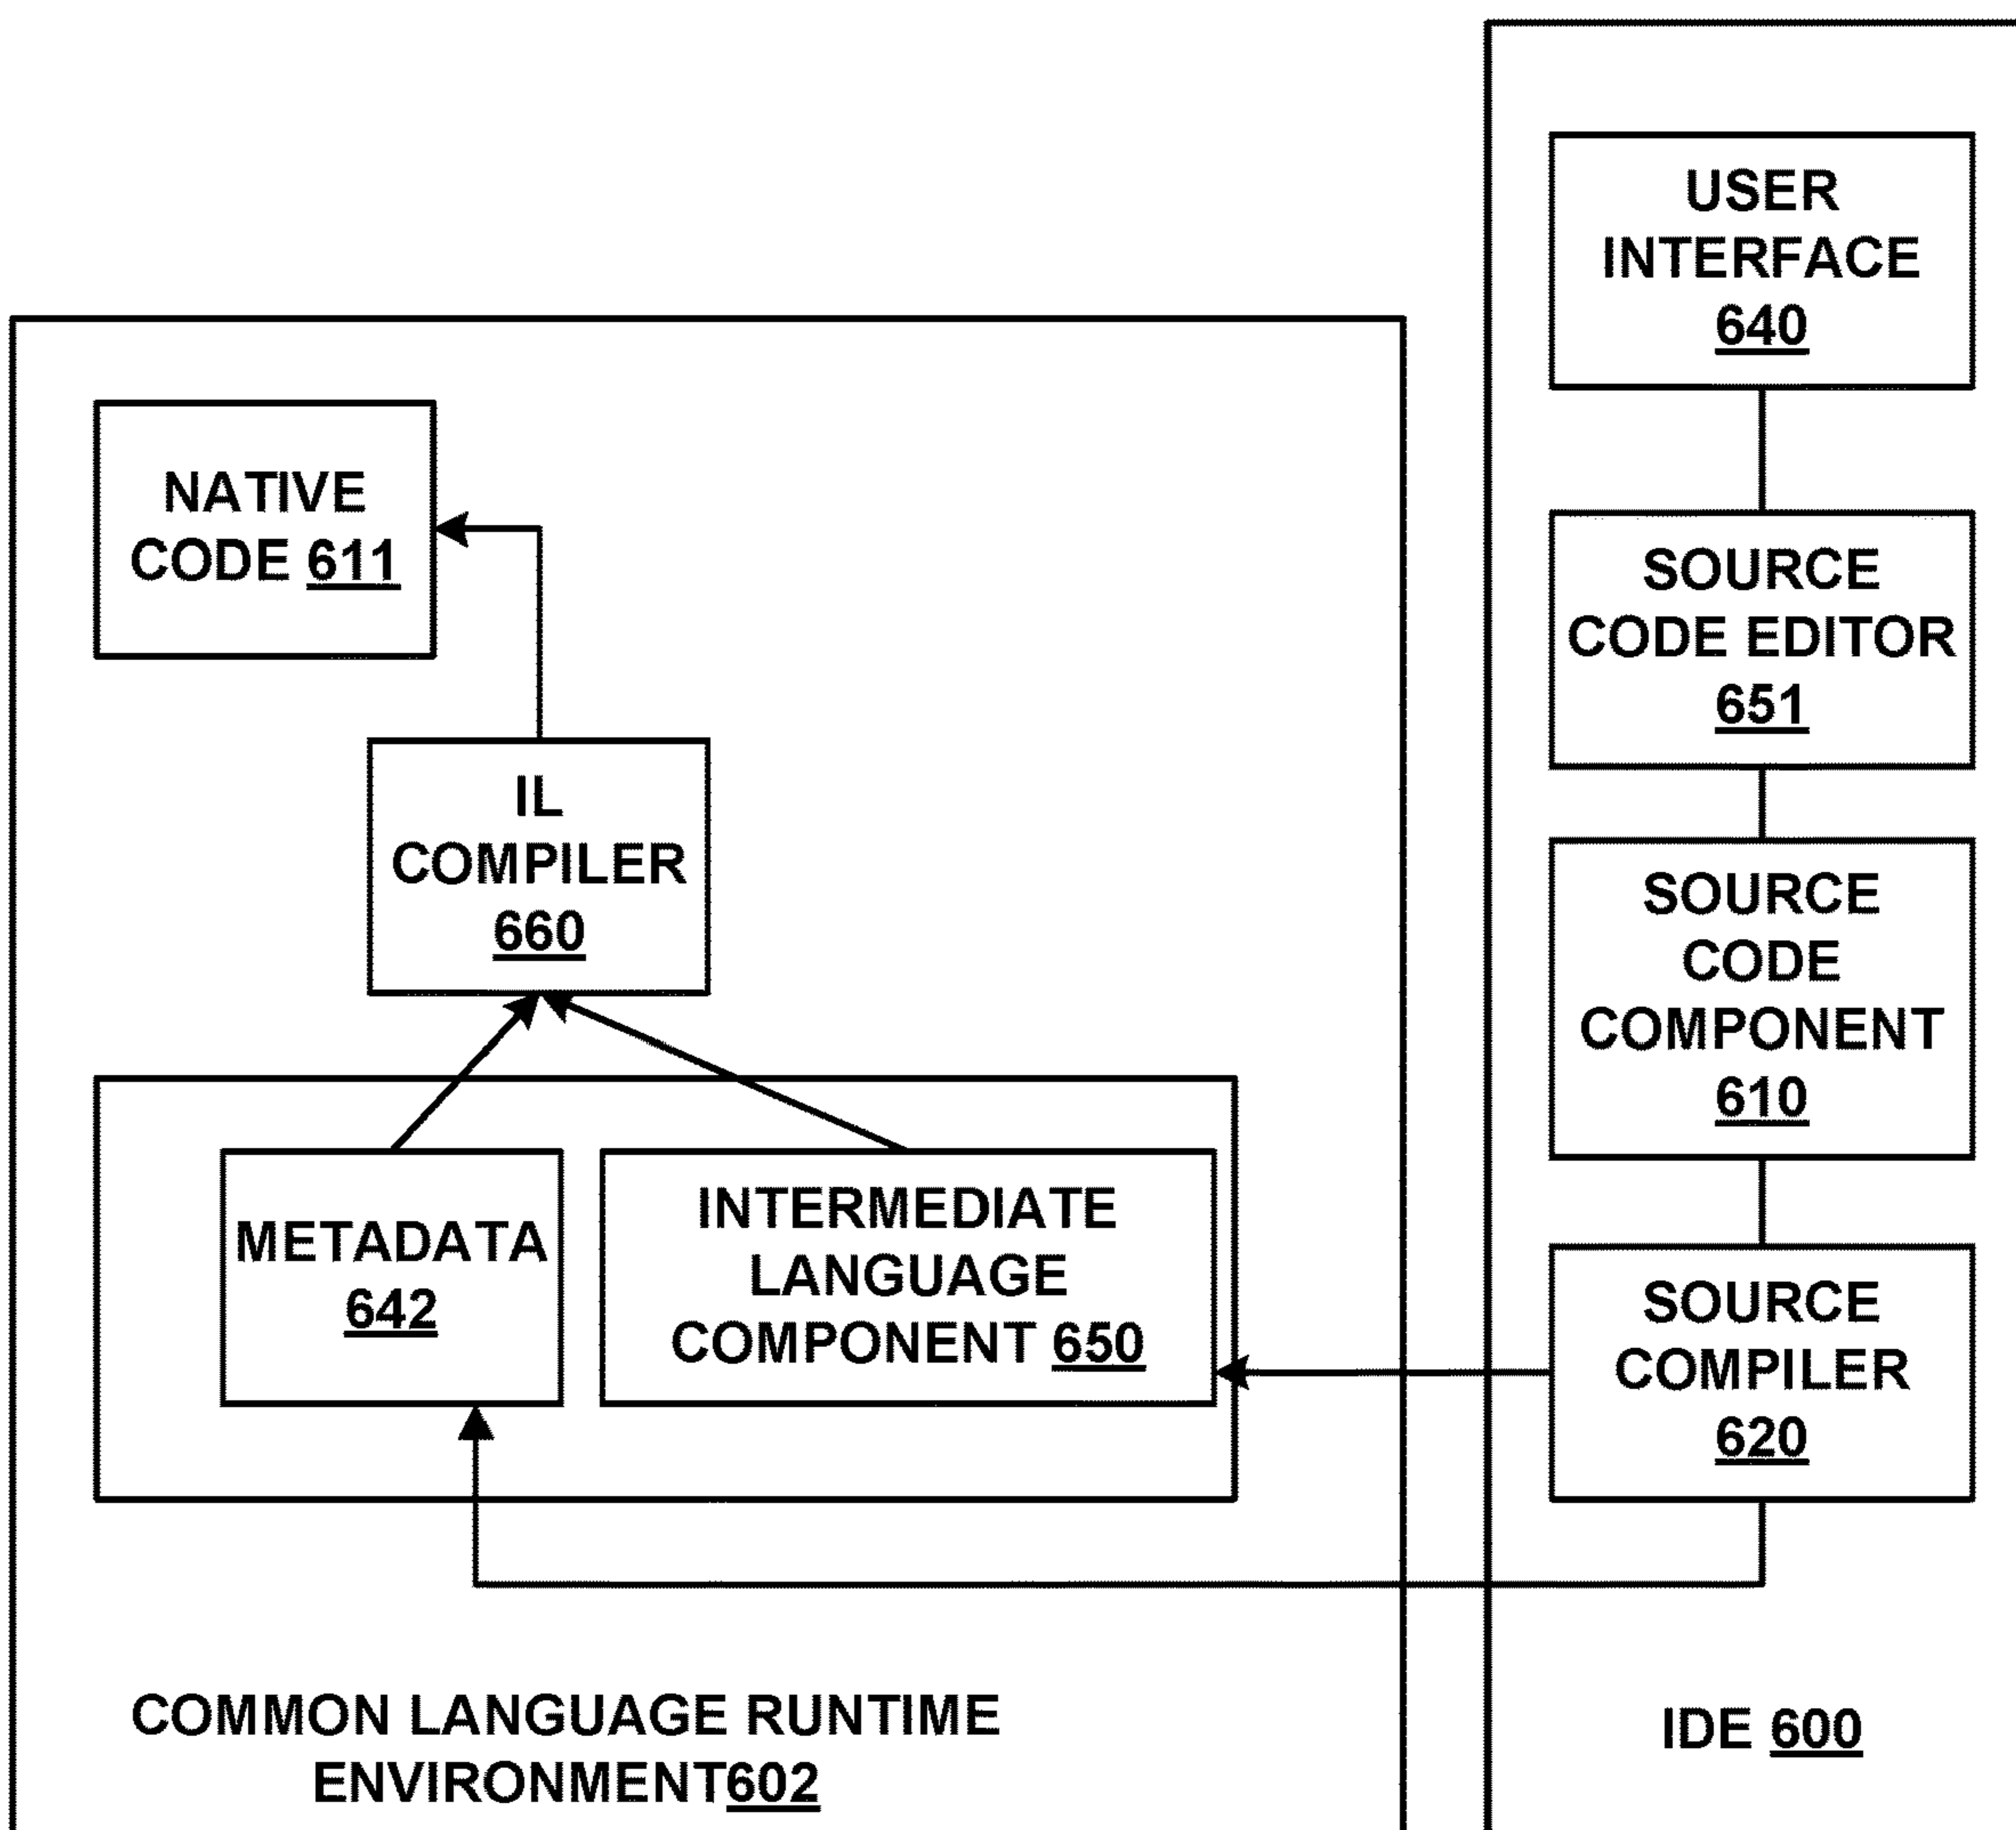 USER
INTERFACE
640
NATIVE
CODE 611
SOURCE
CODE EDITOR
651
IL
COMPILER
660
SOURCE
CODE
COMPONENT
610
METADATA
642
INTERMEDIATE
LANGUAGE
COMPONENT 650
SOURCE
COMPILER
620
COMMON LANGUAGE RUNTIME
ENVIRONMENT602
IDE 600